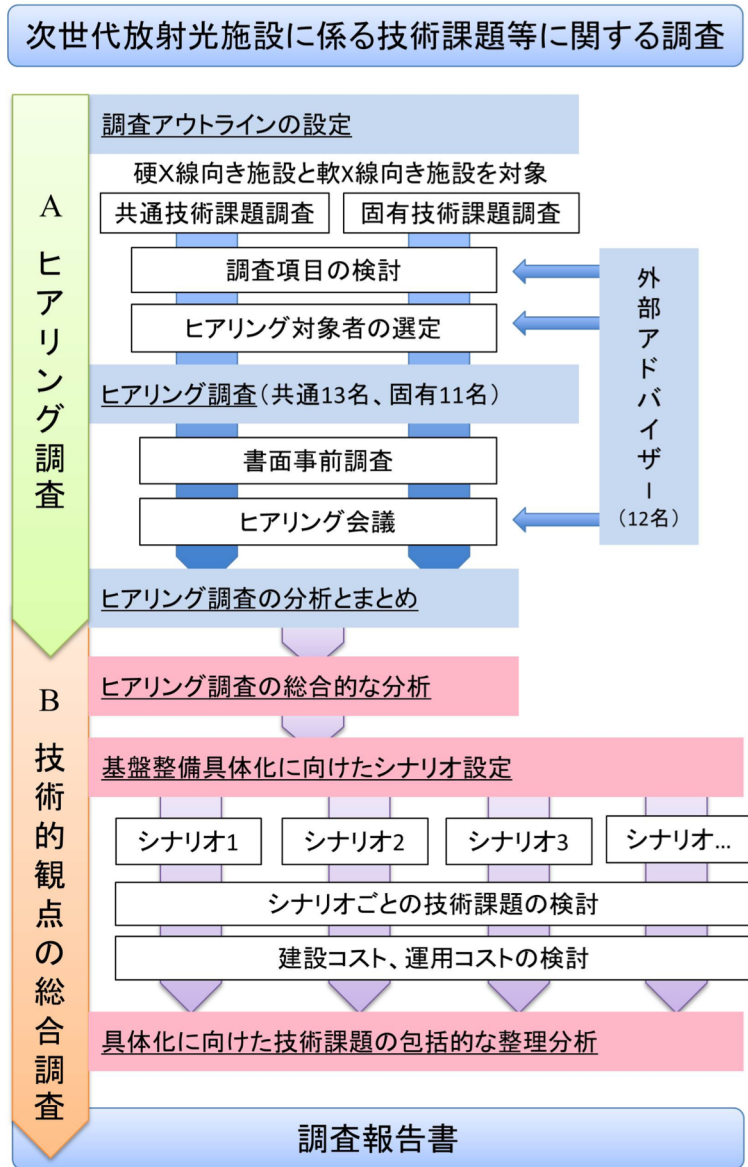 次世代放射光施設に係る技術課題等に関する調査
A ヒアリング調査
調査アウトラインの設定
硬X線向き施設と軟X線向き施設を対象
共通技術課題調査
固有技術課題調査
調査項目の検討
ヒアリング対象者の選定
外部アドバイザー
(12名)
ヒアリング調査(共通13名、固有11名)
書面事前調査
ヒアリング会議
ヒアリング調査の分析とまとめ
B 技術的観点の総合調査
ヒアリング調査の総合的な分析
基盤整備具体化に向けたシナリオ設定
シナリオ1
シナリオ2
シナリオ3
シナリオ…
シナリオごとの技術課題の検討
建設コスト、運用コストの検討
具体化に向けた技術課題の包括的な整理分析
調査報告書